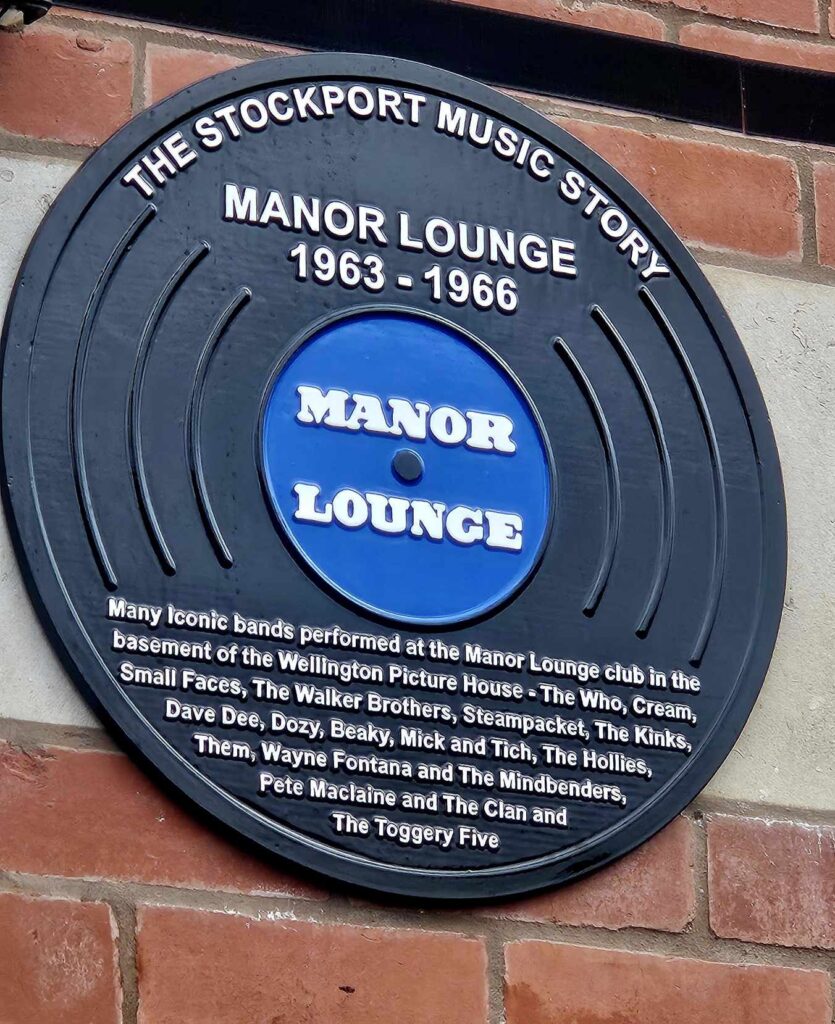 THE STOCKPORT MUSIC STORY
MANOR LOUNGE
1963 - 1966
MANOR
LOUNGE
Many Iconic bands performed at the Manor Lounge club in the
basement of the Wellington Picture House - The Who, Cream,
Small Faces, The Walker Brothers, Steampacket, The Kinks,
Dave Dee, Dozy, Beaky, Mick and Tich, The Hollies,
Them, Wayne Fontana and The Mindbenders,
Pete Maclaine and The Clan and
The Toggery Five